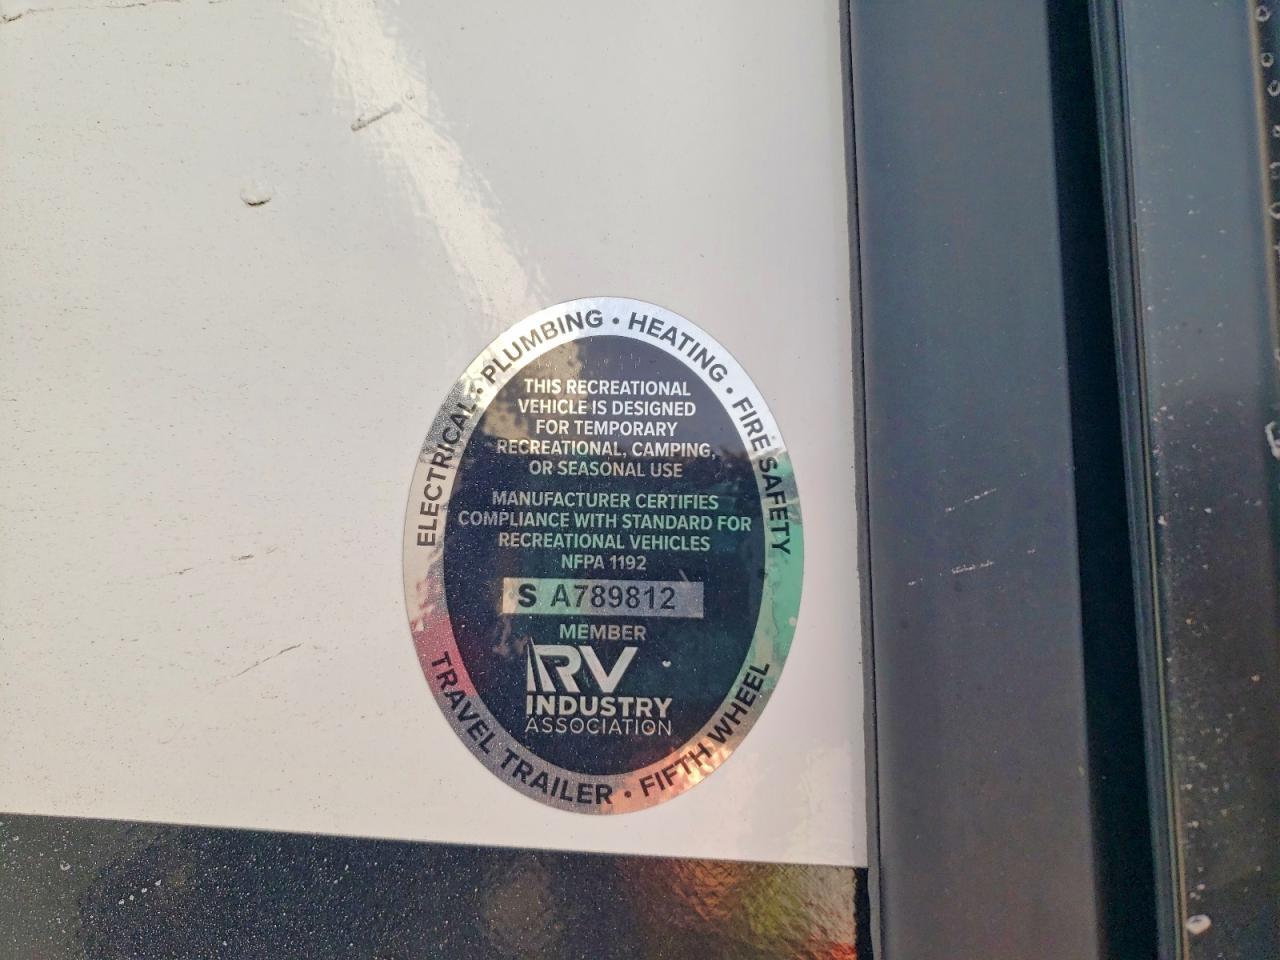 ELECTRICAL • PLUMBING • HEATING • FIRE SAFETY
THIS RECREATIONAL
VEHICLE IS DESIGNED
FOR TEMPORARY
RECREATIONAL, CAMPING,
OR SEASONAL USE
MANUFACTURER CERTIFIES
COMPLIANCE WITH STANDARD FOR
RECREATIONAL VEHICLES
NFPA 1192
S A789812
MEMBER
RV
INDUSTRY
ASSOCIATION
TRAVEL TRAILER • FIFTH WHEEL